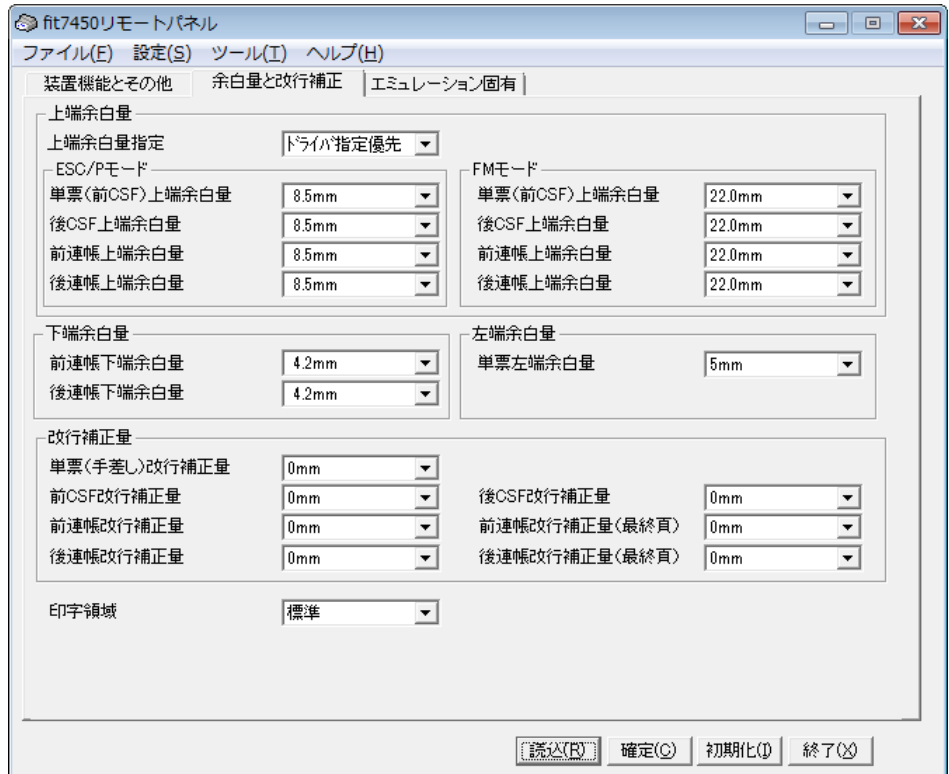 fit7450リモートパネル
ファイル(F) 設定(S) ツール(T) ヘルプ(H)
装置機能とその他 余白量と改行補正 エミュレーション固有
上端余白量
上端余白量指定 ドライバ指定優先
ESC/Pモード FMモード
単票(前CSF)上端余白量 8.5mm 単票(前CSF)上端余白量 22.0mm
後CSF上端余白量 8.5mm 後CSF上端余白量 22.0mm
前連帳上端余白量 8.5mm 前連帳上端余白量 22.0mm
後連帳上端余白量 8.5mm 後連帳上端余白量 22.0mm
下端余白量 左端余白量
前連帳下端余白量 4.2mm 単票左端余白量 5mm
後連帳下端余白量 4.2mm
改行補正量
単票(手差し)改行補正量 0mm
前CSF改行補正量 0mm 後CSF改行補正量 0mm
前連帳改行補正量 0mm 前連帳改行補正量(最終頁) 0mm
後連帳改行補正量 0mm 後連帳改行補正量(最終頁) 0mm
印字領域 標準
読込(R) 確定(C) 初期化(I) 終了(X)